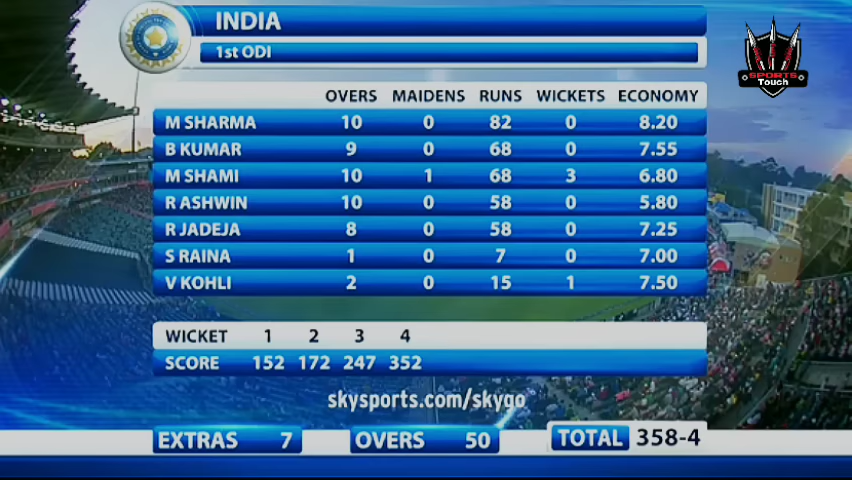 INDIA
1st ODI
SPORTS
Touch
OVERS MAIDENS RUNS WICKETS ECONOMY
M SHARMA 10 0 82 0 8.20
B KUMAR 9 0 68 0 7.55
M SHAMI 10 1 68 3 6.80
R ASHWIN 10 0 58 0 5.80
R JADEJA 8 0 58 0 7.25
S RAINA 1 0 7 0 7.00
V KOHLI 2 0 15 1 7.50
WICKET 1 2 3 4
SCORE 152 172 247 352
skysports.com/skygo
EXTRAS 7 OVERS 50 TOTAL 358-4